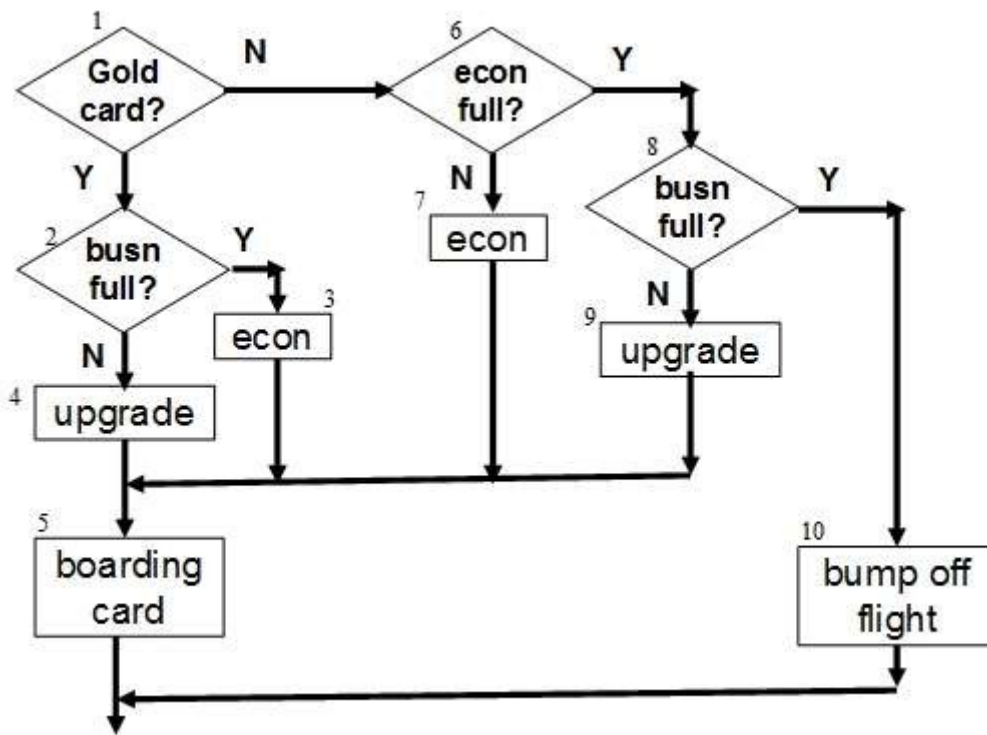 1
Gold
card?
N
6
econ
full?
Y
8
busn
full?
Y
Y
N
7
econ
2
busn
full?
Y
3
econ
N
9
upgrade
N
4
upgrade
5
boarding
card
10
bump off
flight